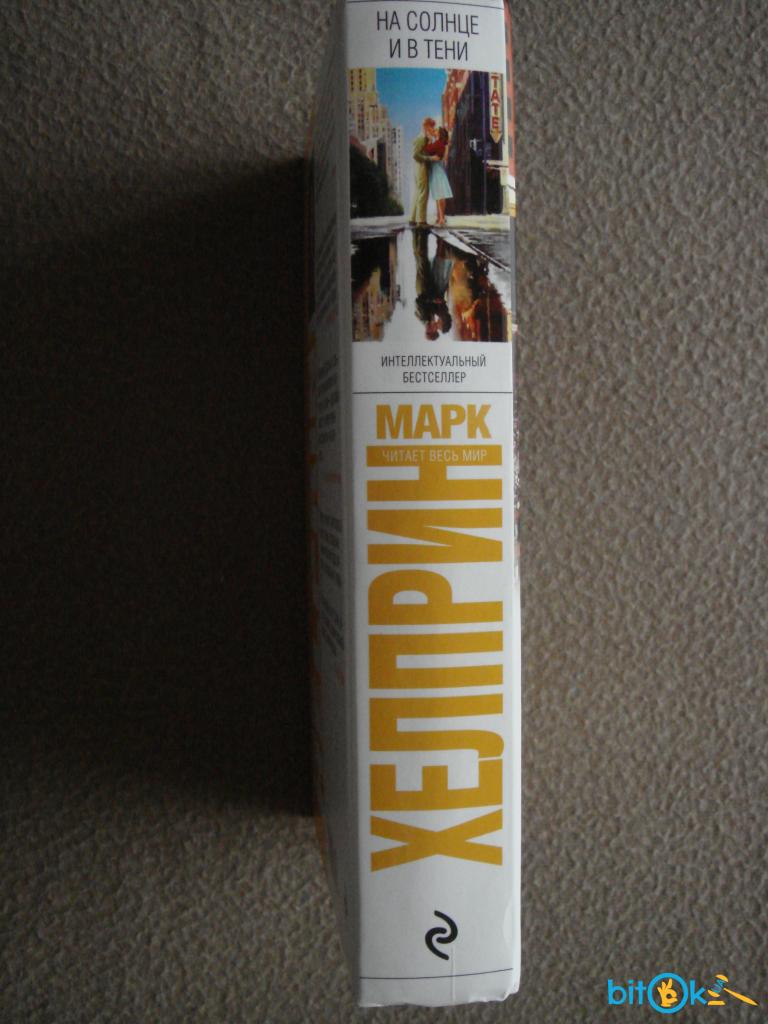 НА СОЛНЦЕ
И В ТЕНИ
TATE
ИНТЕЛЛЕКТУАЛЬНЫЙ
БЕСТСЕЛЛЕР
МАРК
ЧИТАЕТ ВЕСЬ МИР
ХЕЛПРИН
bitOk